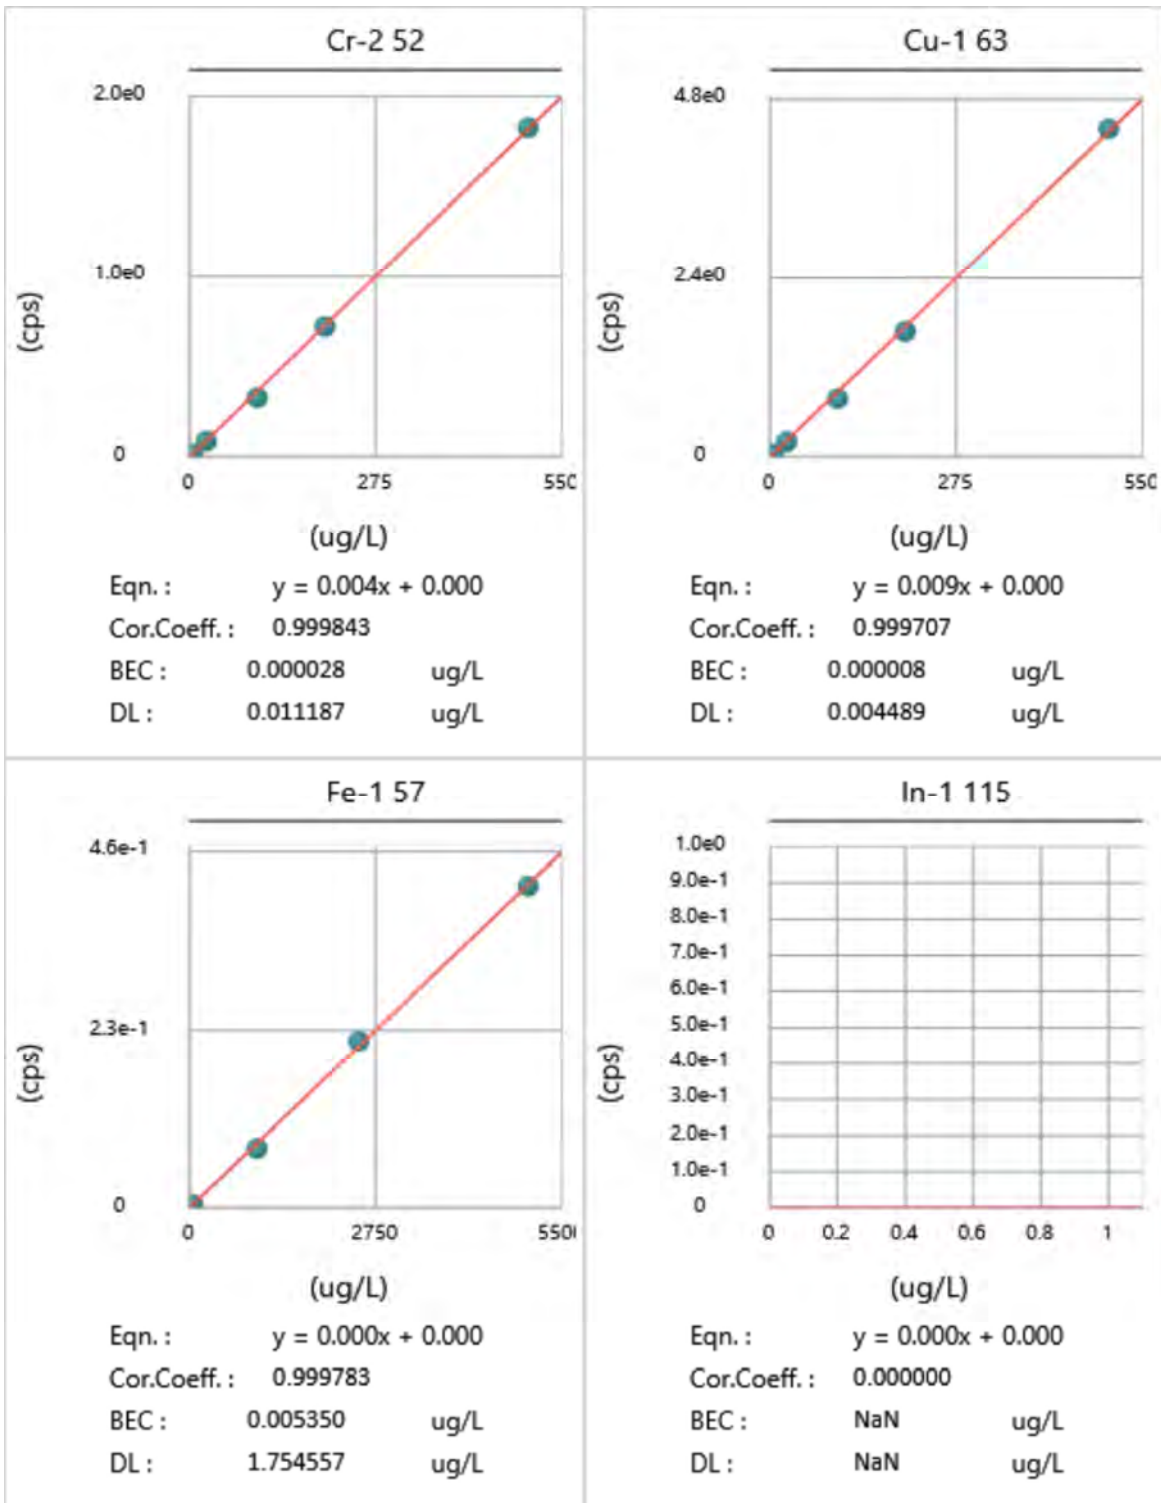 Cr-2 52
2.0e0
1.0e0
0
(cps)
0 275 550
(ug/L)
Eqn. : y = 0.004x + 0.000
Cor.Coeff. : 0.999843
BEC : 0.000028 ug/L
DL : 0.011187 ug/L
Cu-1 63
4.8e0
2.4e0
0
(cps)
0 275 550
(ug/L)
Eqn. : y = 0.009x + 0.000
Cor.Coeff. : 0.999707
BEC : 0.000008 ug/L
DL : 0.004489 ug/L
Fe-1 57
4.6e-1
2.3e-1
0
(cps)
0 2750 5500
(ug/L)
Eqn. : y = 0.000x + 0.000
Cor.Coeff. : 0.999783
BEC : 0.005350 ug/L
DL : 1.754557 ug/L
In-1 115
1.0e0
9.0e-1
8.0e-1
7.0e-1
6.0e-1
5.0e-1
4.0e-1
3.0e-1
2.0e-1
1.0e-1
0
(cps)
0 0.2 0.4 0.6 0.8 1
(ug/L)
Eqn. : y = 0.000x + 0.000
Cor.Coeff. : 0.000000
BEC : NaN ug/L
DL : NaN ug/L